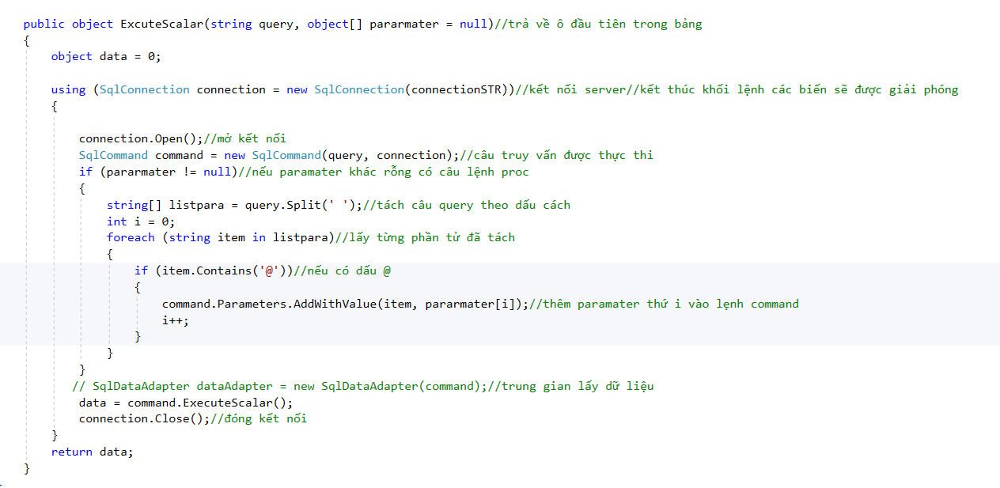 public object ExcuteScalar(string query, object[] pararmater = null)//trả về ô đầu tiên trong bảng
{
object data = 0;
using (SqlConnection connection = new SqlConnection(connectionSTR))//kết nối server//kết thúc khối lệnh các biến sẽ được giải phóng
{
connection.Open();//mở kết nối
SqlCommand command = new SqlCommand(query, connection);//câu truy vấn được thực thi
if (pararmater != null)//nếu paramater khác rỗng có câu lệnh proc
{
string[] listpara = query.Split(' ');//tách câu query theo dấu cách
int i = 0;
foreach (string item in listpara)//lấy từng phần tử đã tách
{
if (item.Contains('@'))//nếu có dấu @
{
command.Parameters.AddWithValue(item, pararmater[i]);//thêm paramater thứ i vào lẹnh command
i++;
}
}
}
// SqlDataAdapter dataAdapter = new SqlDataAdapter(command);//trung gian lấy dữ liệu
data = command.ExecuteScalar();
connection.Close();//đóng kết nối
}
return data;
}